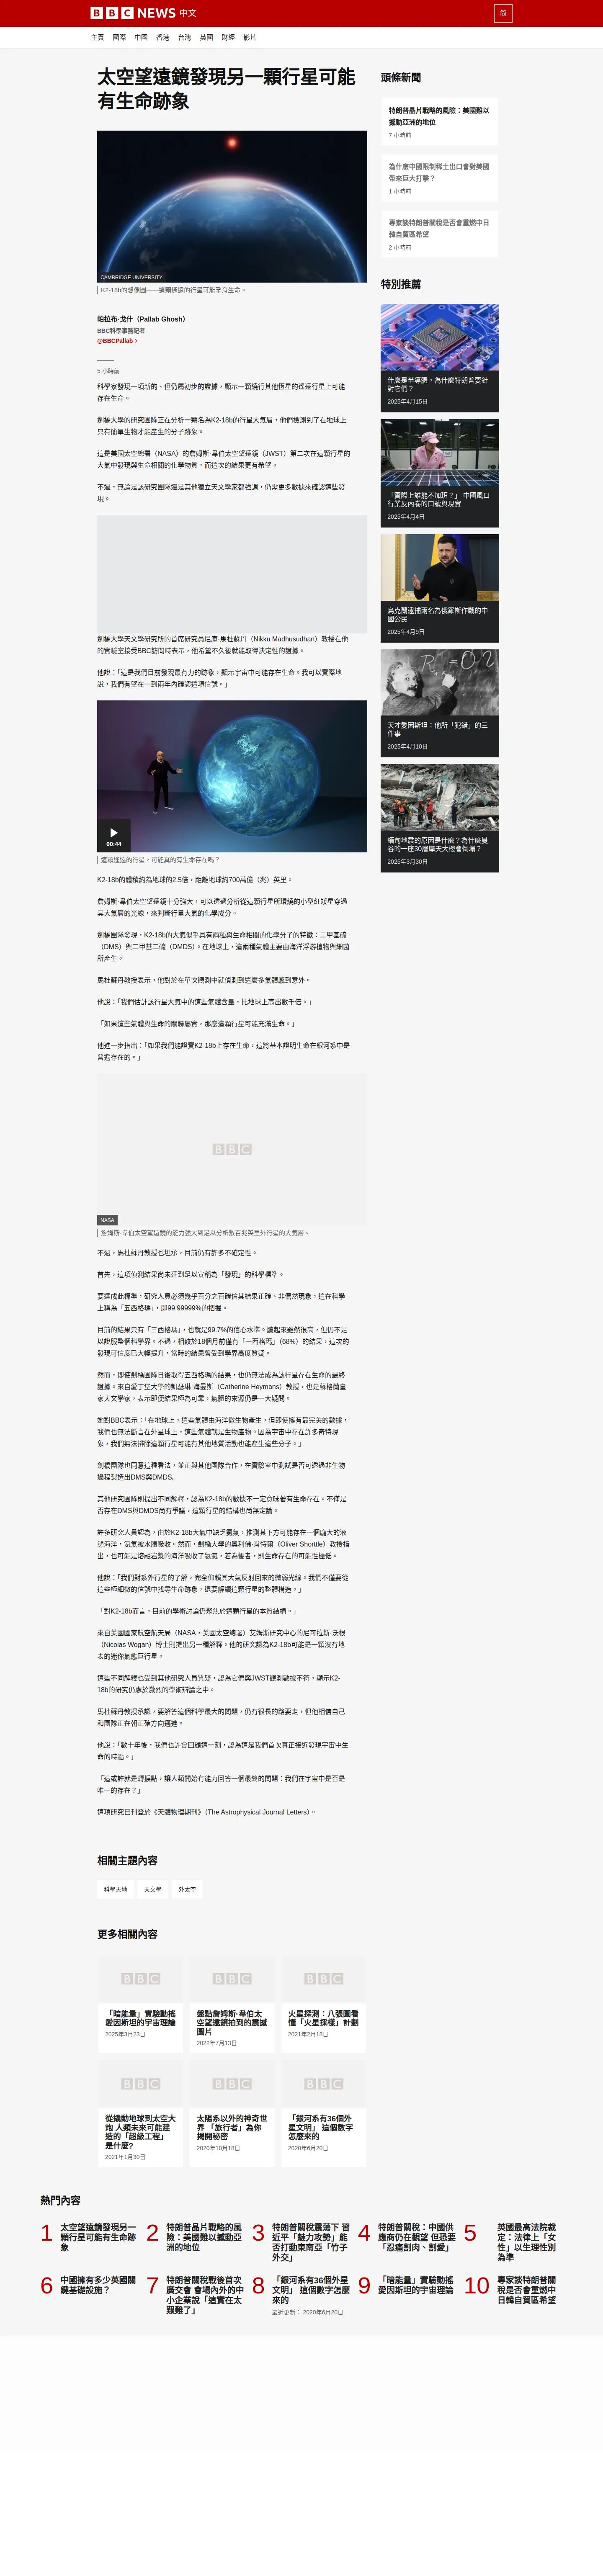 BBC NEWS 中文
简
主頁 國際 中國 香港 台灣 英國 財經 影片
太空望遠鏡發現另一顆行星可能
有生命跡象
CAMBRIDGE UNIVERSITY
K2-18b的想像圖——這顆遙遠的行星可能孕育生命。
帕拉布·戈什（Pallab Ghosh）
BBC科學事務記者
@BBCPallab
5 小時前
科學家發現一項新的、但仍屬初步的證據，顯示一顆繞行其他恆星的遙遠行星上可能
存在生命。
劍橋大學的研究團隊正在分析一顆名為K2-18b的行星大氣層，他們檢測到了在地球上
只有簡單生物才能產生的分子跡象。
這是美國太空總署（NASA）的詹姆斯·韋伯太空望遠鏡（JWST）第二次在這顆行星的
大氣中發現與生命相關的化學物質，而這次的結果更有希望。
不過，無論是該研究團隊還是其他獨立天文學家都強調，仍需更多數據來確認這些發
現。
劍橋大學天文學研究所的首席研究員尼庫·馬杜蘇丹（Nikku Madhusudhan）教授在他
的實驗室接受BBC訪問時表示，他希望不久後就能取得決定性的證據。
他說：「這是我們目前發現最有力的跡象，顯示宇宙中可能存在生命。我可以實際地
說，我們有望在一到兩年內確認這項信號。」
00:44
這顆遙遠的行星，可能真的有生命存在嗎？
K2-18b的體積約為地球的2.5倍，距離地球約700萬億（兆）英里。
詹姆斯·韋伯太空望遠鏡十分強大，可以透過分析從這顆行星所環繞的小型紅矮星穿過
其大氣層的光線，來判斷行星大氣的化學成分。
劍橋團隊發現，K2-18b的大氣似乎具有兩種與生命相關的化學分子的特徵：二甲基硫
（DMS）與二甲基二硫（DMDS）。在地球上，這兩種氣體主要由海洋浮游植物與細菌
所產生。
馬杜蘇丹教授表示，他對於在單次觀測中就偵測到這麼多氣體感到意外。
他說：「我們估計該行星大氣中的這些氣體含量，比地球上高出數千倍。」
「如果這些氣體與生命的關聯屬實，那麼這顆行星可能充滿生命。」
他進一步指出：「如果我們能證實K2-18b上存在生命，這將基本證明生命在銀河系中是
普遍存在的。」
BBC
NASA
詹姆斯·韋伯太空望遠鏡的能力強大到足以分析數百兆英里外行星的大氣層。
不過，馬杜蘇丹教授也坦承，目前仍有許多不確定性。
首先，這項偵測結果尚未達到足以宣稱為「發現」的科學標準。
要達成此標準，研究人員必須幾乎百分之百確信其結果正確、非偶然現象，這在科學
上稱為「五西格瑪」，即99.99999%的把握。
目前的結果只有「三西格瑪」，也就是99.7%的信心水準。聽起來雖然很高，但仍不足
以說服整個科學界。不過，相較於18個月前僅有「一西格瑪」（68%）的結果，這次的
發現可信度已大幅提升，當時的結果曾受到學界高度質疑。
然而，即使劍橋團隊日後取得五西格瑪的結果，也仍無法成為該行星存在生命的最終
證據。來自愛丁堡大學的凱瑟琳·海曼斯（Catherine Heymans）教授，也是蘇格蘭皇
家天文學家，表示即便結果極為可靠，氣體的來源仍是一大疑問。
她對BBC表示：「在地球上，這些氣體由海洋微生物產生，但即使擁有最完美的數據，
我們也無法斷言在外星球上，這些氣體就是生物產物。因為宇宙中存在許多奇特現
象，我們無法排除這顆行星可能有其他地質活動也能產生這些分子。」
劍橋團隊也同意這種看法，並正與其他團隊合作，在實驗室中測試是否可透過非生物
過程製造出DMS與DMDS。
其他研究團隊則提出不同解釋，認為K2-18b的數據不一定意味著有生命存在。不僅是
否存在DMS與DMDS尚有爭議，這顆行星的結構也尚無定論。
許多研究人員認為，由於K2-18b大氣中缺乏氨氣，推測其下方可能存在一個龐大的液
態海洋，氨氣被水體吸收。然而，劍橋大學的奧利佛·肖特爾（Oliver Shorttle）教授指
出，也可能是熔融岩漿的海洋吸收了氨氣，若為後者，則生命存在的可能性極低。
他說：「我們對系外行星的了解，完全仰賴其大氣反射回來的微弱光線。我們不僅要從
這些極細微的信號中找尋生命跡象，還要解讀這顆行星的整體構造。」
「對K2-18b而言，目前的學術討論仍聚焦於這顆行星的本質結構。」
來自美國國家航空航天局（NASA，美國太空總署）艾姆斯研究中心的尼可拉斯·沃根
（Nicolas Wogan）博士則提出另一種解釋。他的研究認為K2-18b可能是一顆沒有地
表的迷你氣態巨行星。
這些不同解釋也受到其他研究人員質疑，認為它們與JWST觀測數據不符，顯示K2-
18b的研究仍處於激烈的學術辯論之中。
馬杜蘇丹教授承認，要解答這個科學最大的問題，仍有很長的路要走，但他相信自己
和團隊正在朝正確方向邁進。
他說：「數十年後，我們也許會回顧這一刻，認為這是我們首次真正接近發現宇宙中生
命的時點。」
「這或許就是轉捩點，讓人類開始有能力回答一個最終的問題：我們在宇宙中是否是
唯一的存在？」
這項研究已刊登於《天體物理期刊》（The Astrophysical Journal Letters）。
相關主題內容
科學天地 天文學 外太空
更多相關內容
BBC BBC BBC
「暗能量」實驗動搖
愛因斯坦的宇宙理論
2025年3月23日
盤點詹姆斯·韋伯太
空望遠鏡拍到的震撼
圖片
2022年7月13日
火星探測：八張圖看
懂「火星採樣」計劃
2021年2月18日
BBC BBC BBC
從撬動地球到太空大
炮 人類未來可能建
造的「超級工程」
是什麼?
2021年1月30日
太陽系以外的神奇世
界 「旅行者」為你
揭開秘密
2020年10月18日
「銀河系有36個外
星文明」 這個數字
怎麼來的
2020年6月20日
頭條新聞
特朗普晶片戰略的風險：美國難以
撼動亞洲的地位
7 小時前
為什麼中國限制稀土出口會對美國
帶來巨大打擊？
1 小時前
專家談特朗普關稅是否會重燃中日
韓自貿區希望
2 小時前
特別推薦
什麼是半導體，為什麼特朗普要針
對它們？
2025年4月15日
「實際上誰能不加班？」 中國風口
行業反內卷的口號與現實
2025年4月4日
烏克蘭逮捕兩名為俄羅斯作戰的中
國公民
2025年4月9日
天才愛因斯坦：他所「犯錯」的三
件事
2025年4月10日
緬甸地震的原因是什麼？為什麼曼
谷的一座30層摩天大樓會倒塌？
2025年3月30日
熱門內容
1 太空望遠鏡發現另一
顆行星可能有生命跡
象
2 特朗普晶片戰略的風
險：美國難以撼動亞
洲的地位
3 特朗普關稅震蕩下 習
近平「魅力攻勢」能
否打動東南亞「竹子
外交」
4 特朗普關稅：中國供
應商仍在觀望 但恐要
「忍痛割肉、割愛」
5 英國最高法院裁
定：法律上「女
性」以生理性別
為準
6 中國擁有多少英國關
鍵基礎設施？
7 特朗普關稅戰後首次
廣交會 會場內外的中
小企業說「這實在太
艱難了」
8 「銀河系有36個外星
文明」 這個數字怎麼
來的
最近更新： 2020年6月20日
9 「暗能量」實驗動搖
愛因斯坦的宇宙理論
10 專家談特朗普關
稅是否會重燃中
日韓自貿區希望